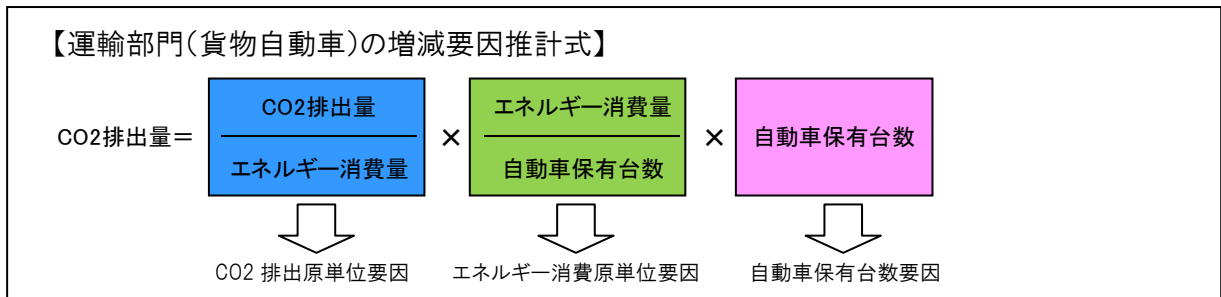 【運輸部門(貨物自動車)の増減要因推計式】
CO2排出量＝
CO2排出量
エネルギー消費量
×
エネルギー消費量
自動車保有台数
×
自動車保有台数
CO2 排出原単位要因
エネルギー消費原単位要因
自動車保有台数要因